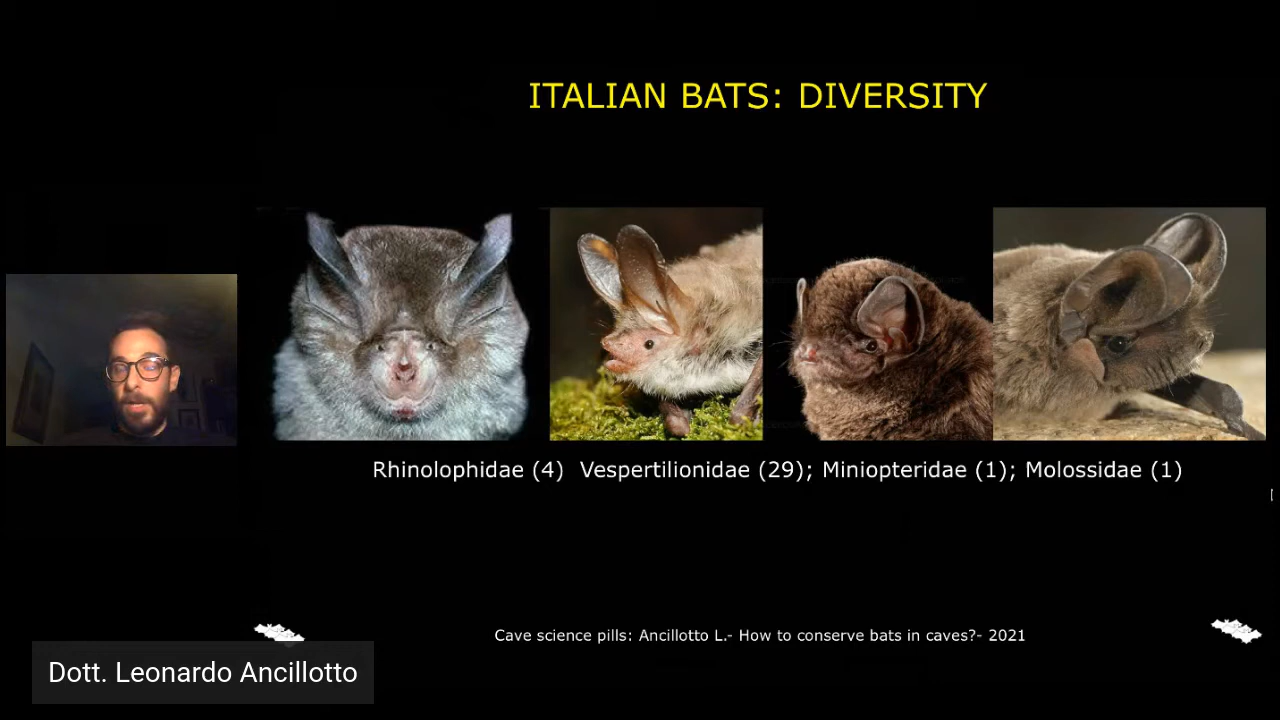 ITALIAN BATS: DIVERSITY
Rhinolophidae (4)  Vespertilionidae (29); Miniopteridae (1); Molossidae (1)
Cave science pills: Ancillotto L.- How to conserve bats in caves?- 2021
Dott. Leonardo Ancillotto